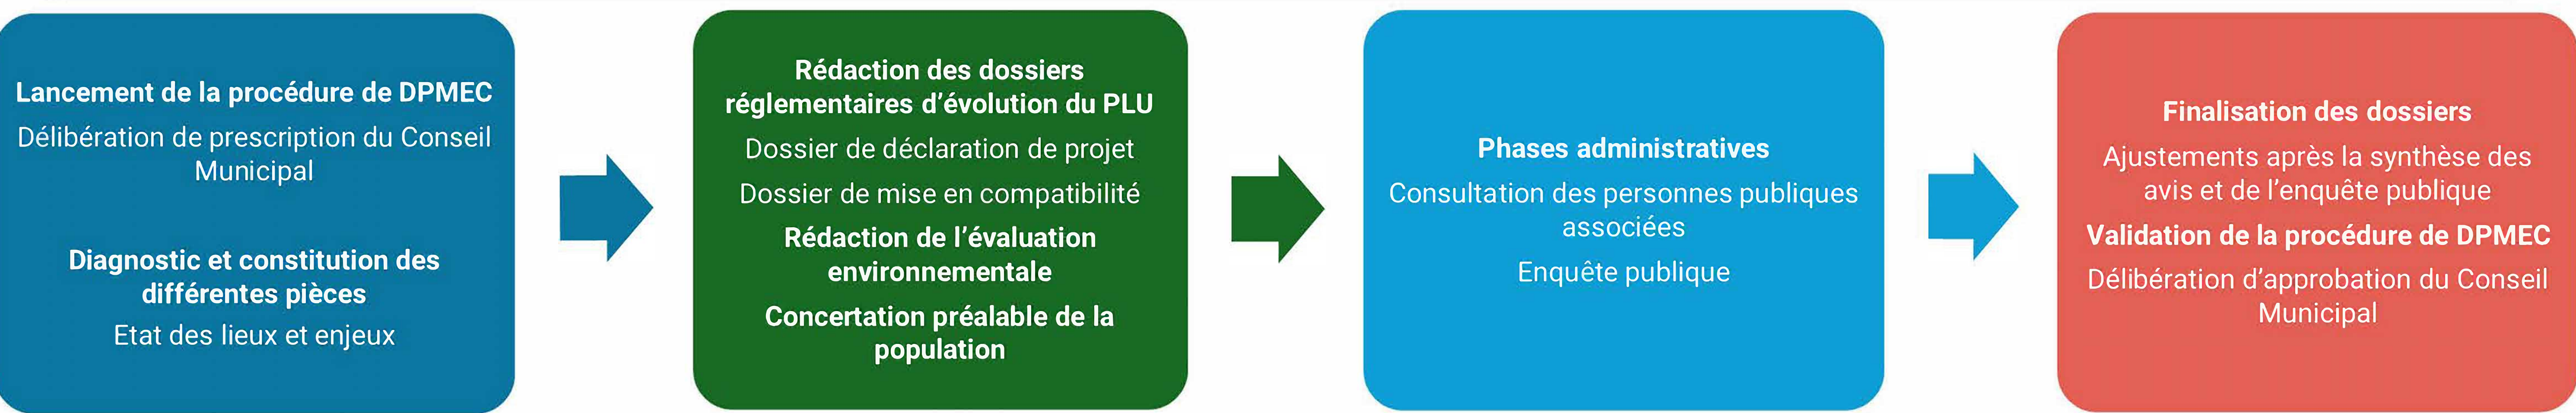 Lancement de la procédure de DPMEC
Délibération de prescription du Conseil
Municipal
Diagnostic et constitution des
différentes pièces
Etat des lieux et enjeux
Rédaction des dossiers
réglementaires d'évolution du PLU
Dossier de déclaration de projet
Dossier de mise en compatibilité
Rédaction de l'évaluation
environnementale
Concertation préalable de la
population
Phases administratives
Consultation des personnes publiques
associées
Enquête publique
Finalisation des dossiers
Ajustements après la synthèse des
avis et de l'enquête publique
Validation de la procédure de DPMEC
Délibération d'approbation du Conseil
Municipal